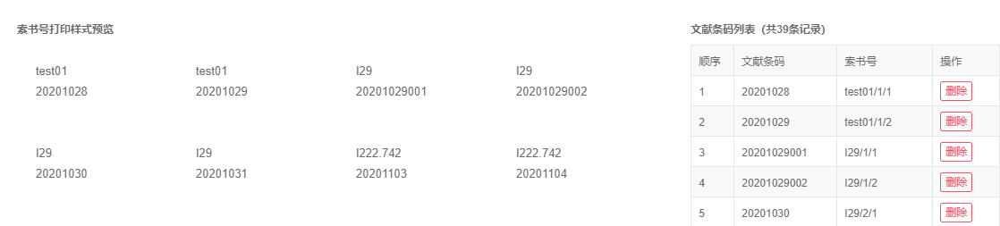 索书号打印样式预览
test01 test01 I29 I29
20201028 20201029 20201029001 20201029002
I29 I29 I222.742 I222.742
20201030 20201031 20201103 20201104
文献条码列表（共39条记录）
顺序 文献条码 索书号 操作
1 20201028 test01/1/1 删除
2 20201029 test01/1/2 删除
3 20201029001 I29/1/1 删除
4 20201029002 I29/1/2 删除
5 20201030 I29/2/1 删除